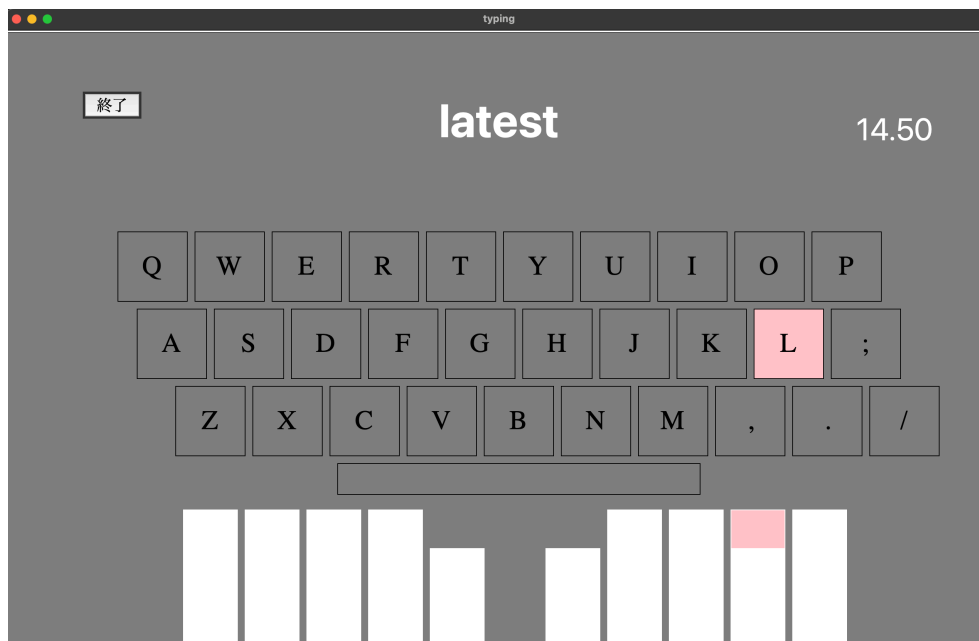 typing
終了
latest
14.50
Q W E R T Y U I O P
A S D F G H J K L ;
Z X C V B N M , . /